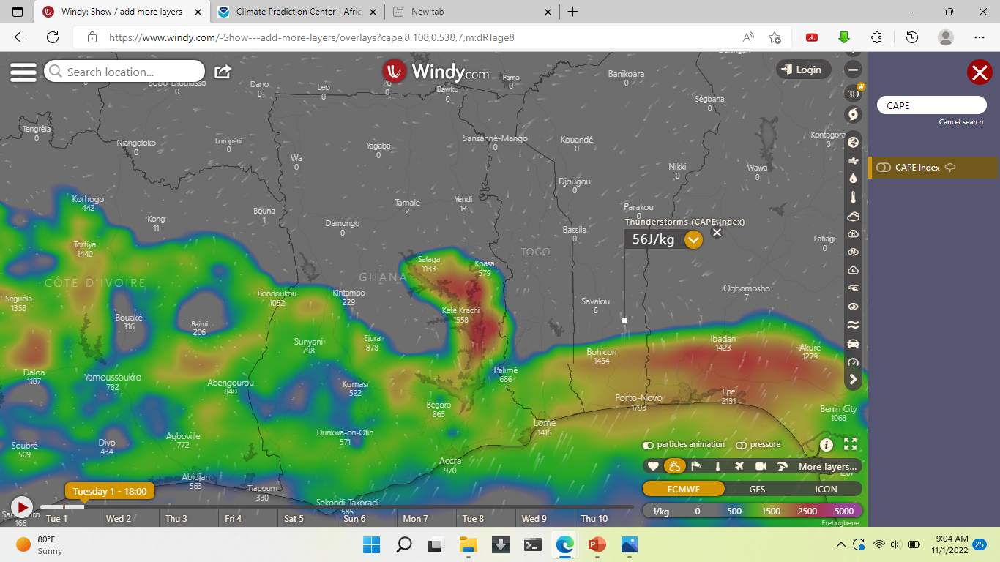 Windy: Show / add more layers
Climate Prediction Center - Afric
New tab
https://www.windy.com/-Show---add-more-layers/overlays?cape,8.108,0.538,7,m:dRTage8
Search location...
Windy.com
Login
CAPE
Cancel search
CAPE Index
3D
Bobo-Dioulasso
0
Dano
0
Leo
0
Po
0
Bawku
0
Pama
0
Banikoara
0
Ségbana
0
Tengréla
0
Niangoloko
0
Loropéni
0
Wa
0
Yagaba
0
Sansanné-Mango
0
Kouandé
0
Kontagora
0
Nikki
0
Wawa
0
Djougou
0
Korhogo
442
Kong
11
Bouna
1
Tamale
2
Yendi
13
Parakou
0
Thunderstorms (CAPE Index)
56J/kg
Damongo
0
Bassila
0
Lafiagi
0
Tortiya
1440
TOGO
Salaga
1133
Kpasa
579
CÔTE D'IVOIRE
GHANA
Séguéla
1358
Bondoukou
1052
Kintampo
229
Ogbomosho
7
Savalou
6
Bouaké
316
Baimi
206
Kete Krachi
1558
Sunyani
798
Ejura
878
Bohicon
1454
Ibadan
1423
Akure
1279
Daloa
1187
Yamoussoukro
782
Abengourou
840
Kumasi
522
Palimé
686
Begoro
865
Porto-Novo
1793
Epe
2131
Benin City
1068
Lomé
1415
Soubré
509
Divo
434
Agboville
772
Dunkwa-on-Ofin
571
Accra
970
Abidjan
563
Tiapoum
330
Sekondi-Takoradi
585
166
particles animation
pressure
More layers...
ECMWF GFS ICON
J/kg 0 500 1500 2500 5000
Erebugbene
Tuesday 1 - 18:00
Tue 1 Wed 2 Thu 3 Fri 4 Sat 5 Sun 6 Mon 7 Tue 8 Wed 9 Thu 10
80°F
Sunny
9:04 AM
11/1/2022
25